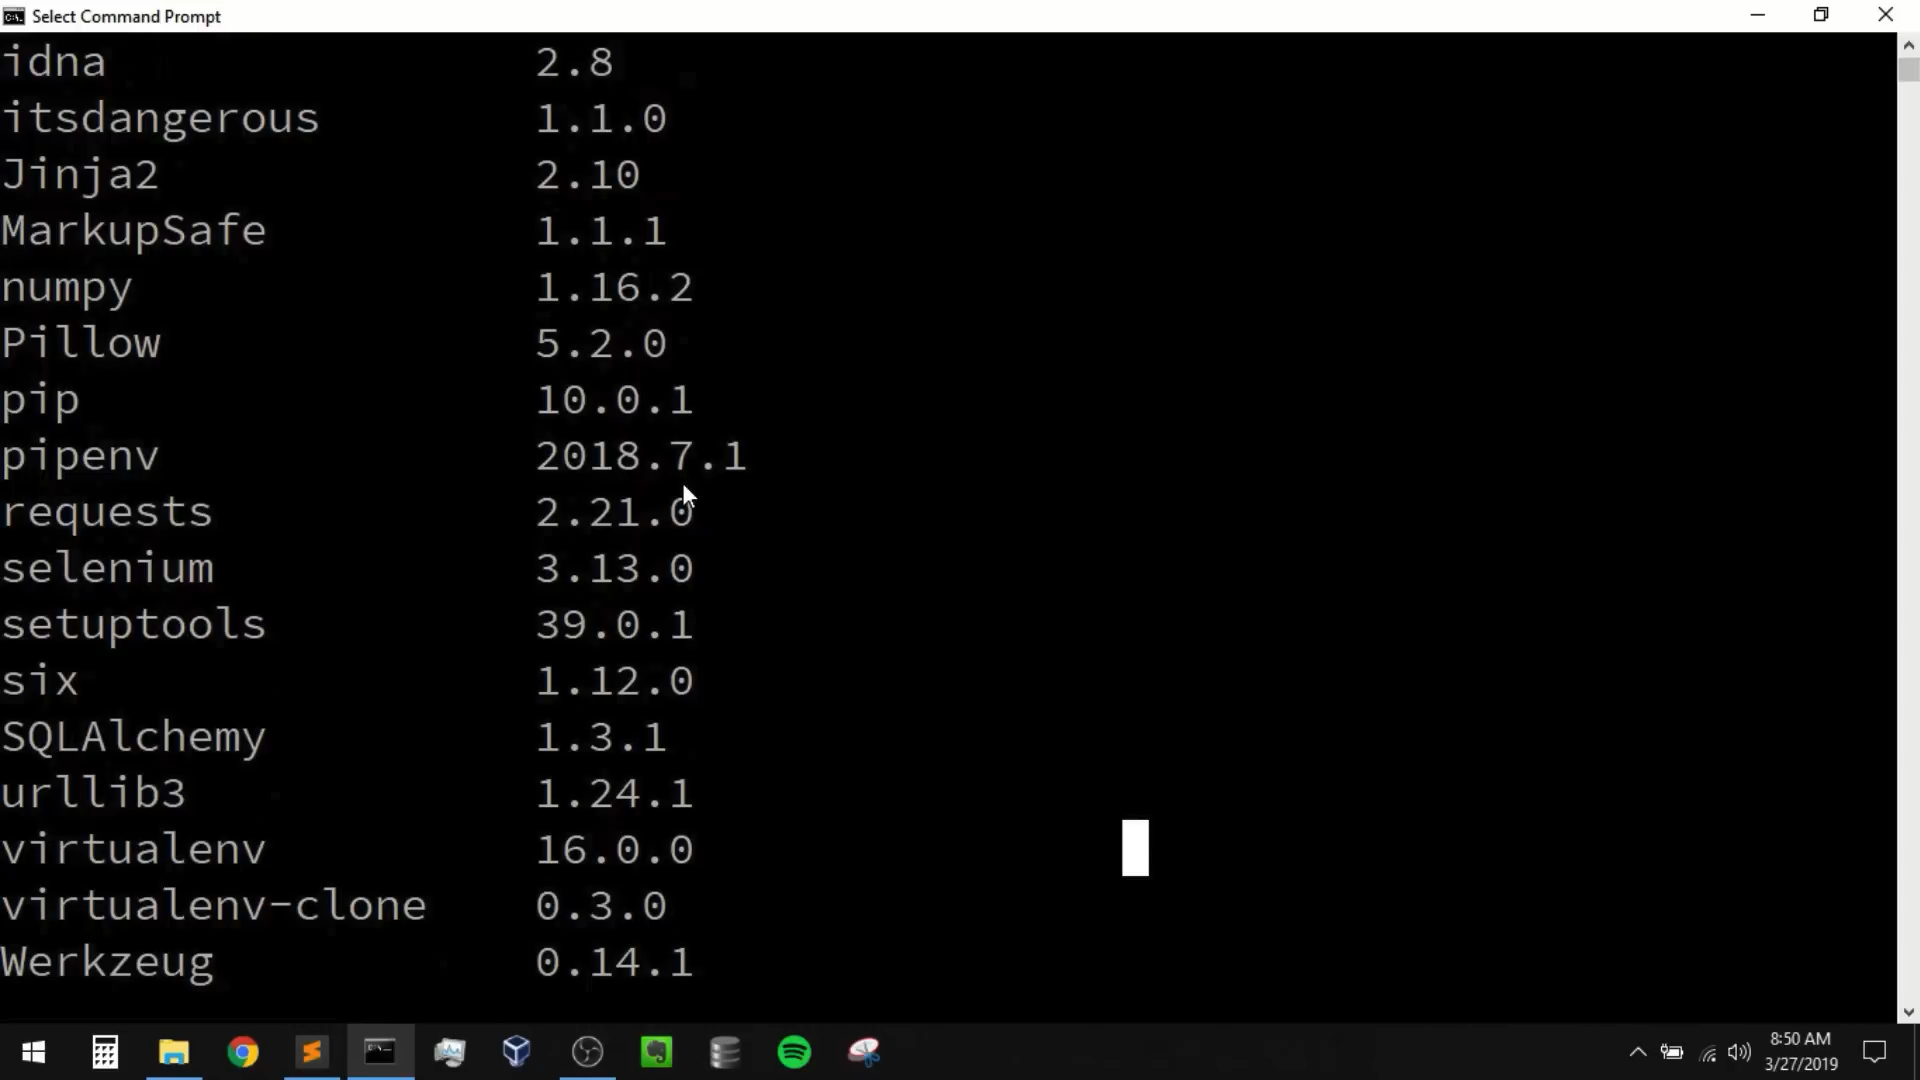 Select Command Prompt
idna 2.8
itsdangerous 1.1.0
Jinja2 2.10
MarkupSafe 1.1.1
numpy 1.16.2
Pillow 5.2.0
pip 10.0.1
pipenv 2018.7.1
requests 2.21.0
selenium 3.13.0
setuptools 39.0.1
six 1.12.0
SQLAlchemy 1.3.1
urllib3 1.24.1
virtualenv 16.0.0
virtualenv-clone 0.3.0
Werkzeug 0.14.1
8:50 AM
3/27/2019